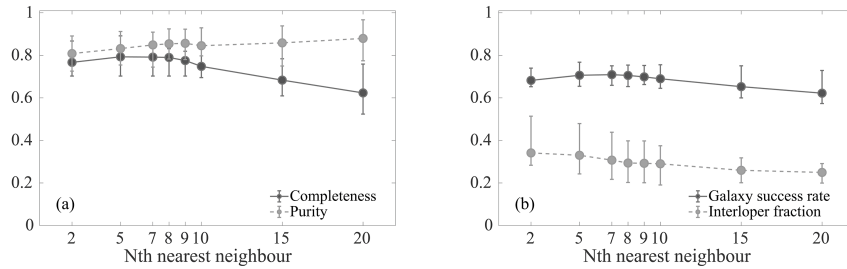 1
0.8
0.6
0.4
0.2
0
(a)
Completeness
Purity
2 5 7 8 9 10 15 20
Nth nearest neighbour
1
0.8
0.6
0.4
0.2
0
(b)
Galaxy success rate
Interloper fraction
2 5 7 8 9 10 15 20
Nth nearest neighbour